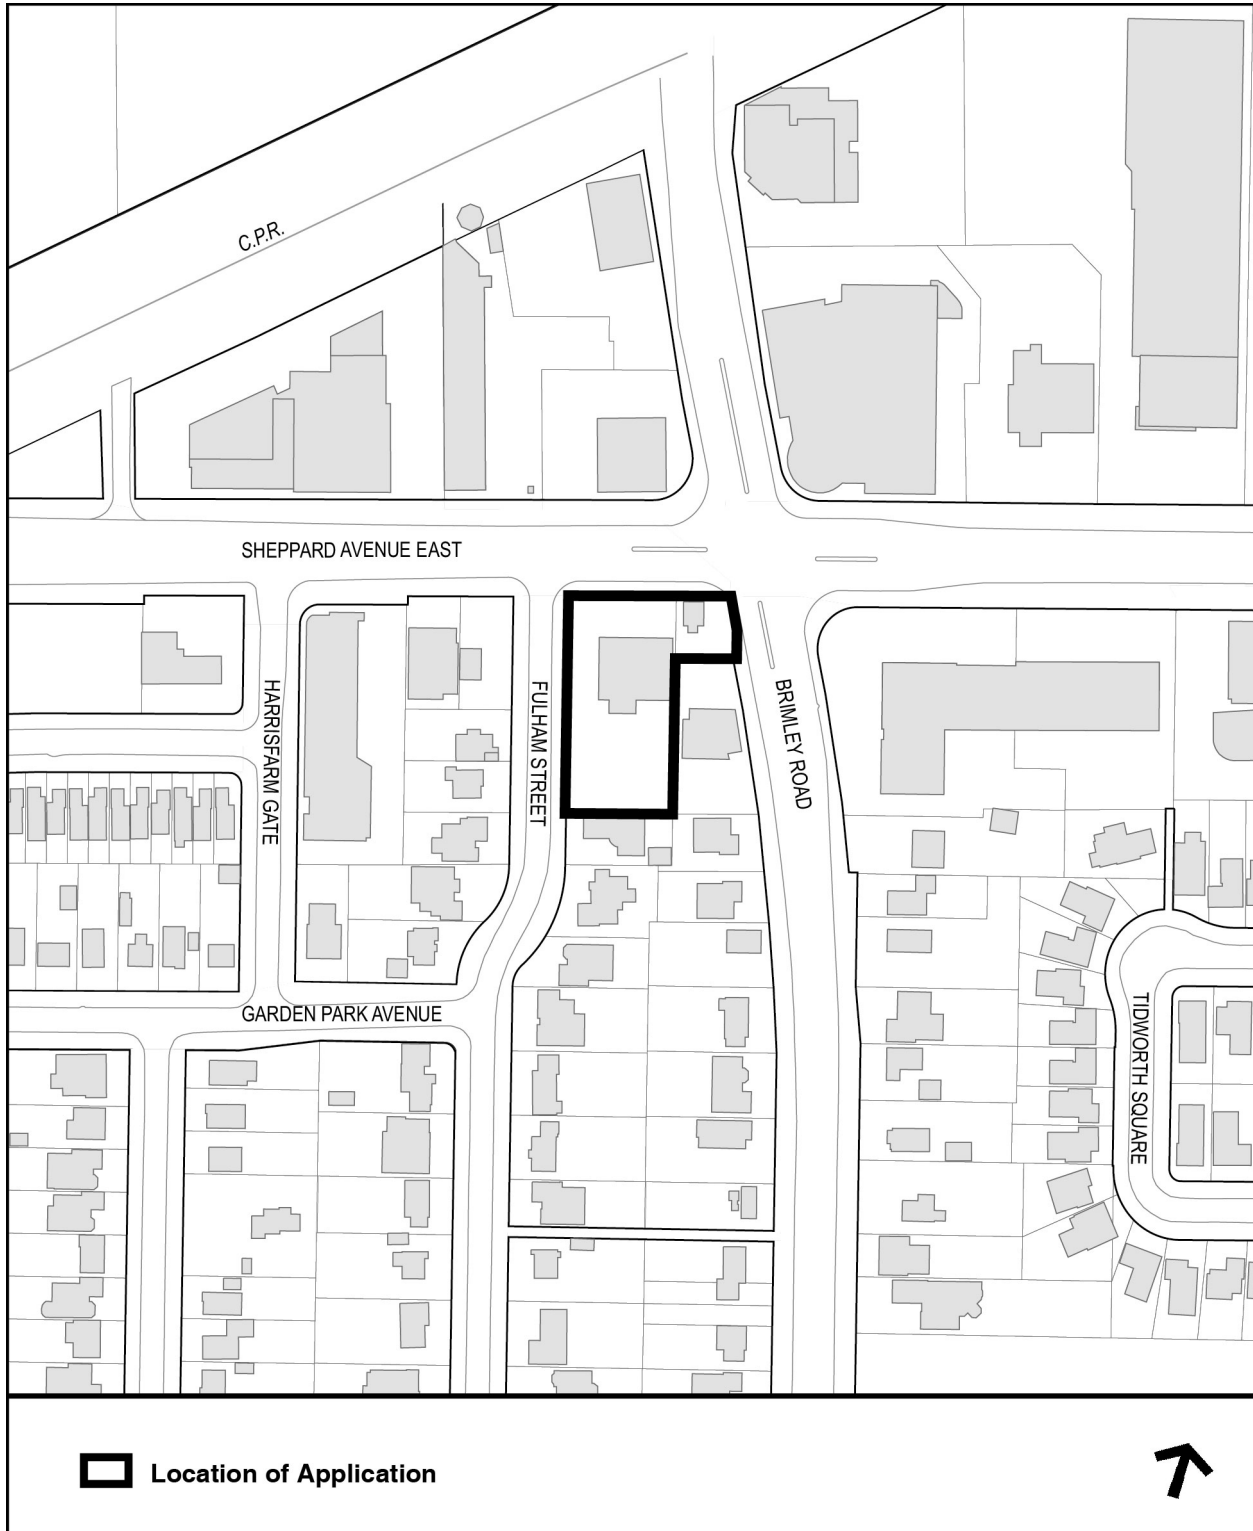 C.P.R.
SHEPPARD AVENUE EAST
HARRISFARM GATE
FULHAM STREET
BRIMLEY ROAD
GARDEN PARK AVENUE
TIDWORTH SQUARE
Location of Application